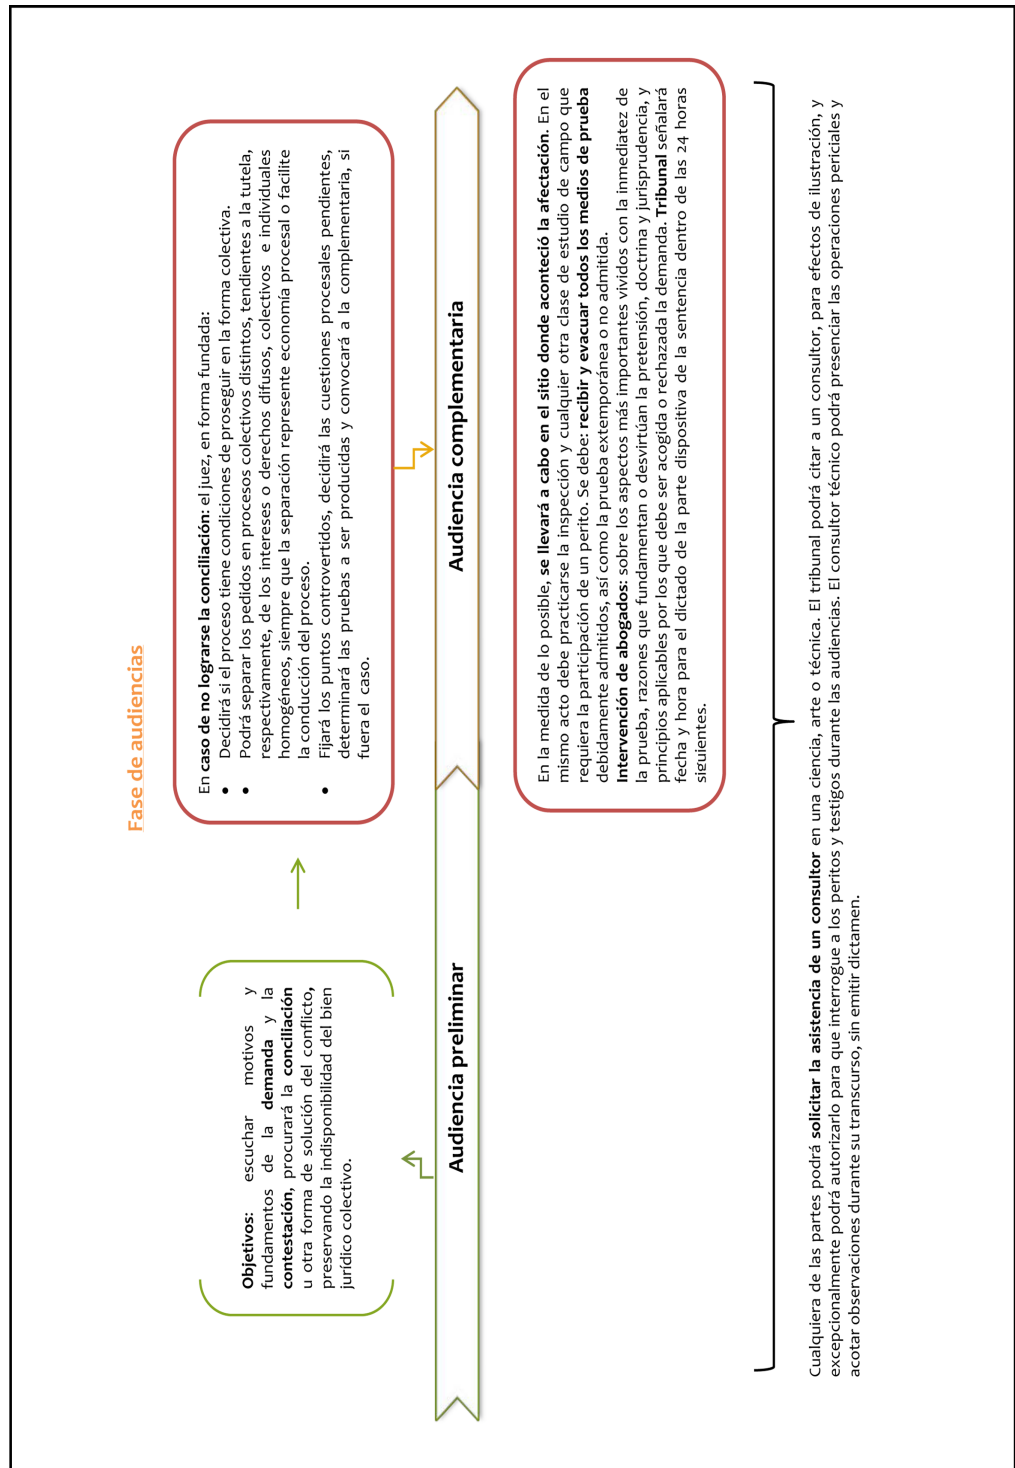 Fase de audiencias
Objetivos: escuchar motivos y
fundamentos de la demanda y la
contestación, procurará la conciliación
u otra forma de solución del conflicto,
preservando la indisponibilidad del bien
jurídico colectivo.
En caso de no lograrse la conciliación: el juez, en forma fundada:
• Decidirá si el proceso tiene condiciones de proseguir en la forma colectiva.
• Podrá separar los pedidos en procesos colectivos distintos, tendientes a la tutela,
respectivamente, de los intereses o derechos difusos, colectivos e individuales
homogéneos, siempre que la separación represente economía procesal o facilite
la conducción del proceso.
• Fijará los puntos controvertidos, decidirá las cuestiones procesales pendientes,
determinará las pruebas a ser producidas y convocará a la complementaria, si
fuera el caso.
Audiencia preliminar
Audiencia complementaria
En la medida de lo posible, se llevará a cabo en el sitio donde aconteció la afectación. En el
mismo acto debe practicarse la inspección y cualquier otra clase de estudio de campo que
requiera la participación de un perito. Se debe: recibir y evacuar todos los medios de prueba
debidamente admitidos, así como la prueba extemporánea o no admitida.
Intervención de abogados: sobre los aspectos más importantes vividos con la inmediatez de
la prueba, razones que fundamentan o desvirtúan la pretensión, doctrina y jurisprudencia, y
principios aplicables por los que debe ser acogida o rechazada la demanda. Tribunal señalará
fecha y hora para el dictado de la parte dispositiva de la sentencia dentro de las 24 horas
siguientes.
Cualquiera de las partes podrá solicitar la asistencia de un consultor en una ciencia, arte o técnica. El tribunal podrá citar a un consultor, para efectos de ilustración, y
excepcionalmente podrá autorizarlo para que interrogue a los peritos y testigos durante las audiencias. El consultor técnico podrá presenciar las operaciones periciales y
acotar observaciones durante su transcurso, sin emitir dictamen.